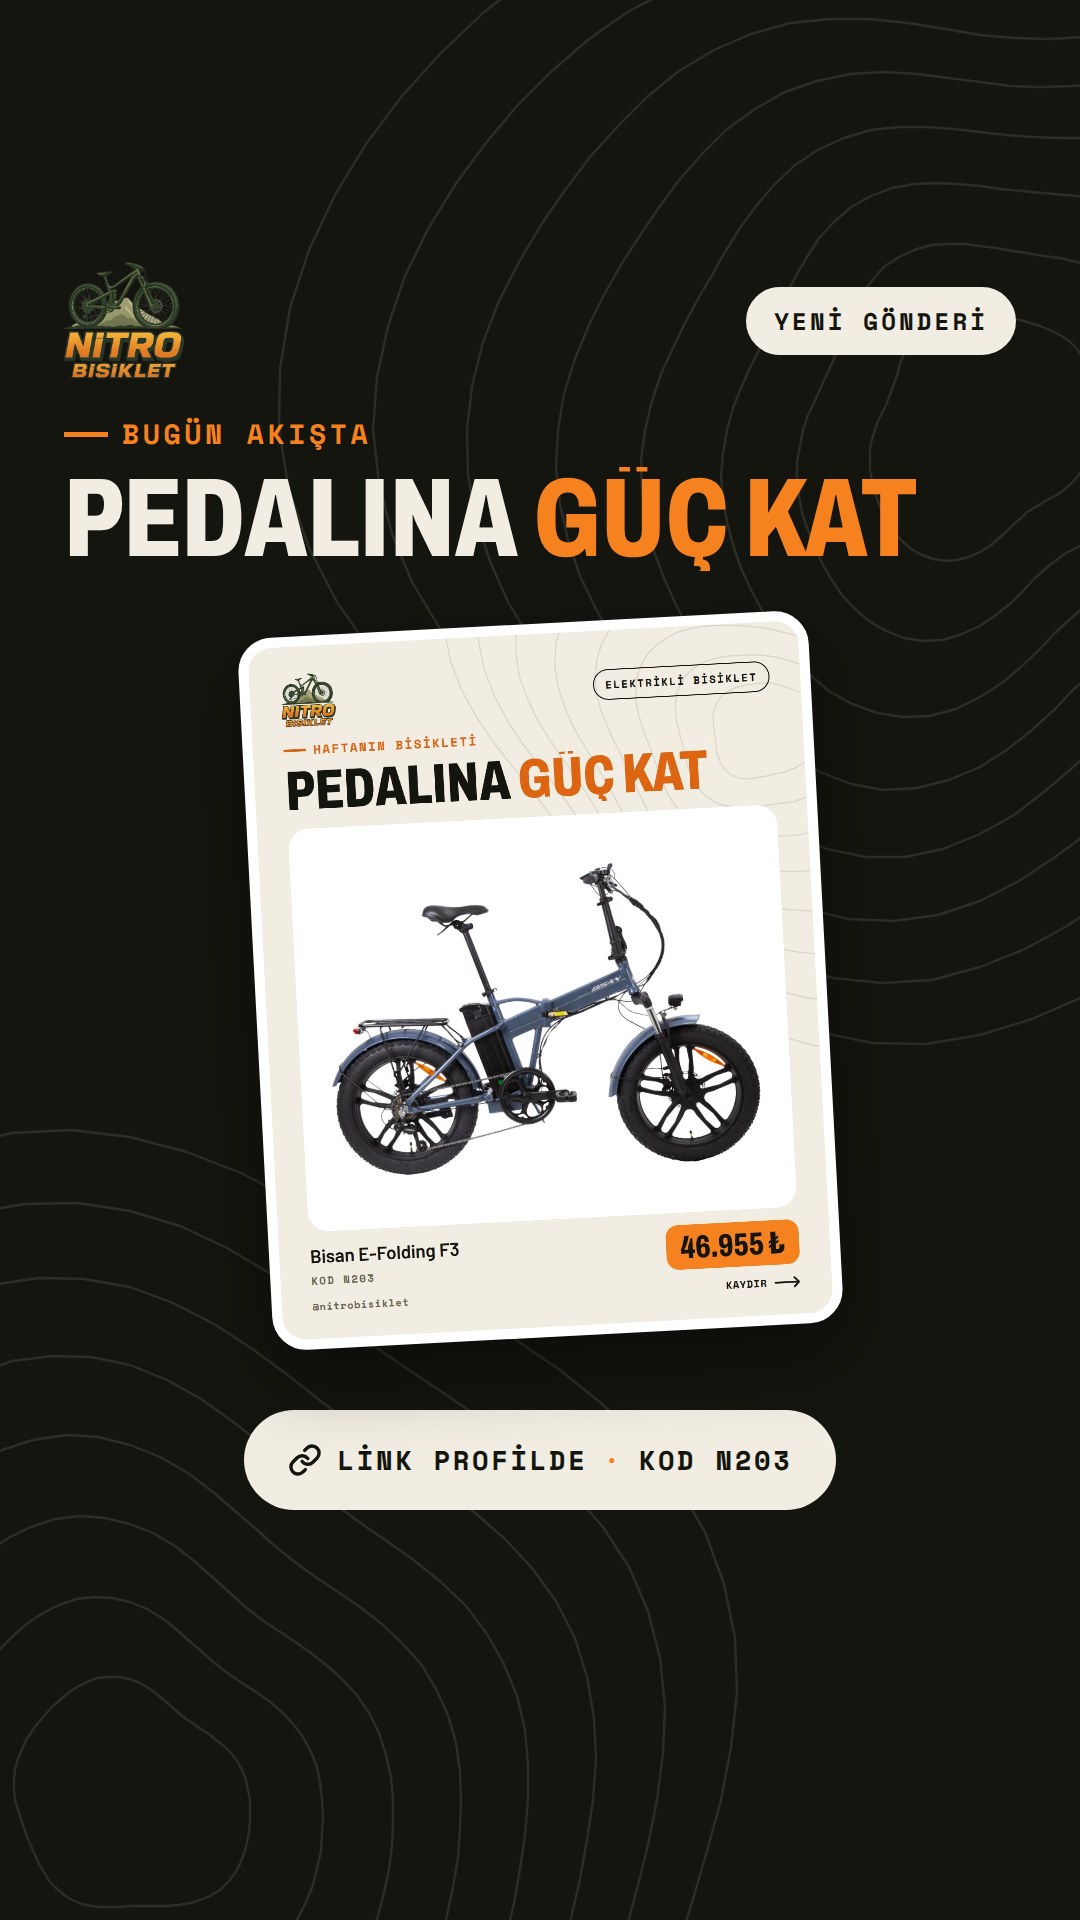 NiTRO
BiSiKLET
YENİ GÖNDERİ
BUGÜN AKIŞTA
PEDALINA GÜÇ KAT
NiTRO
BiSiKLET
ELEKTRİKLİ BİSİKLET
HAFTANIN BİSİKLETİ
PEDALINA GÜÇ KAT
BISAN
Bisan E-Folding F3
46.955 ₺
KOD N203
KAYDIR
@nitrobisiklet
LİNK PROFİLDE · KOD N203